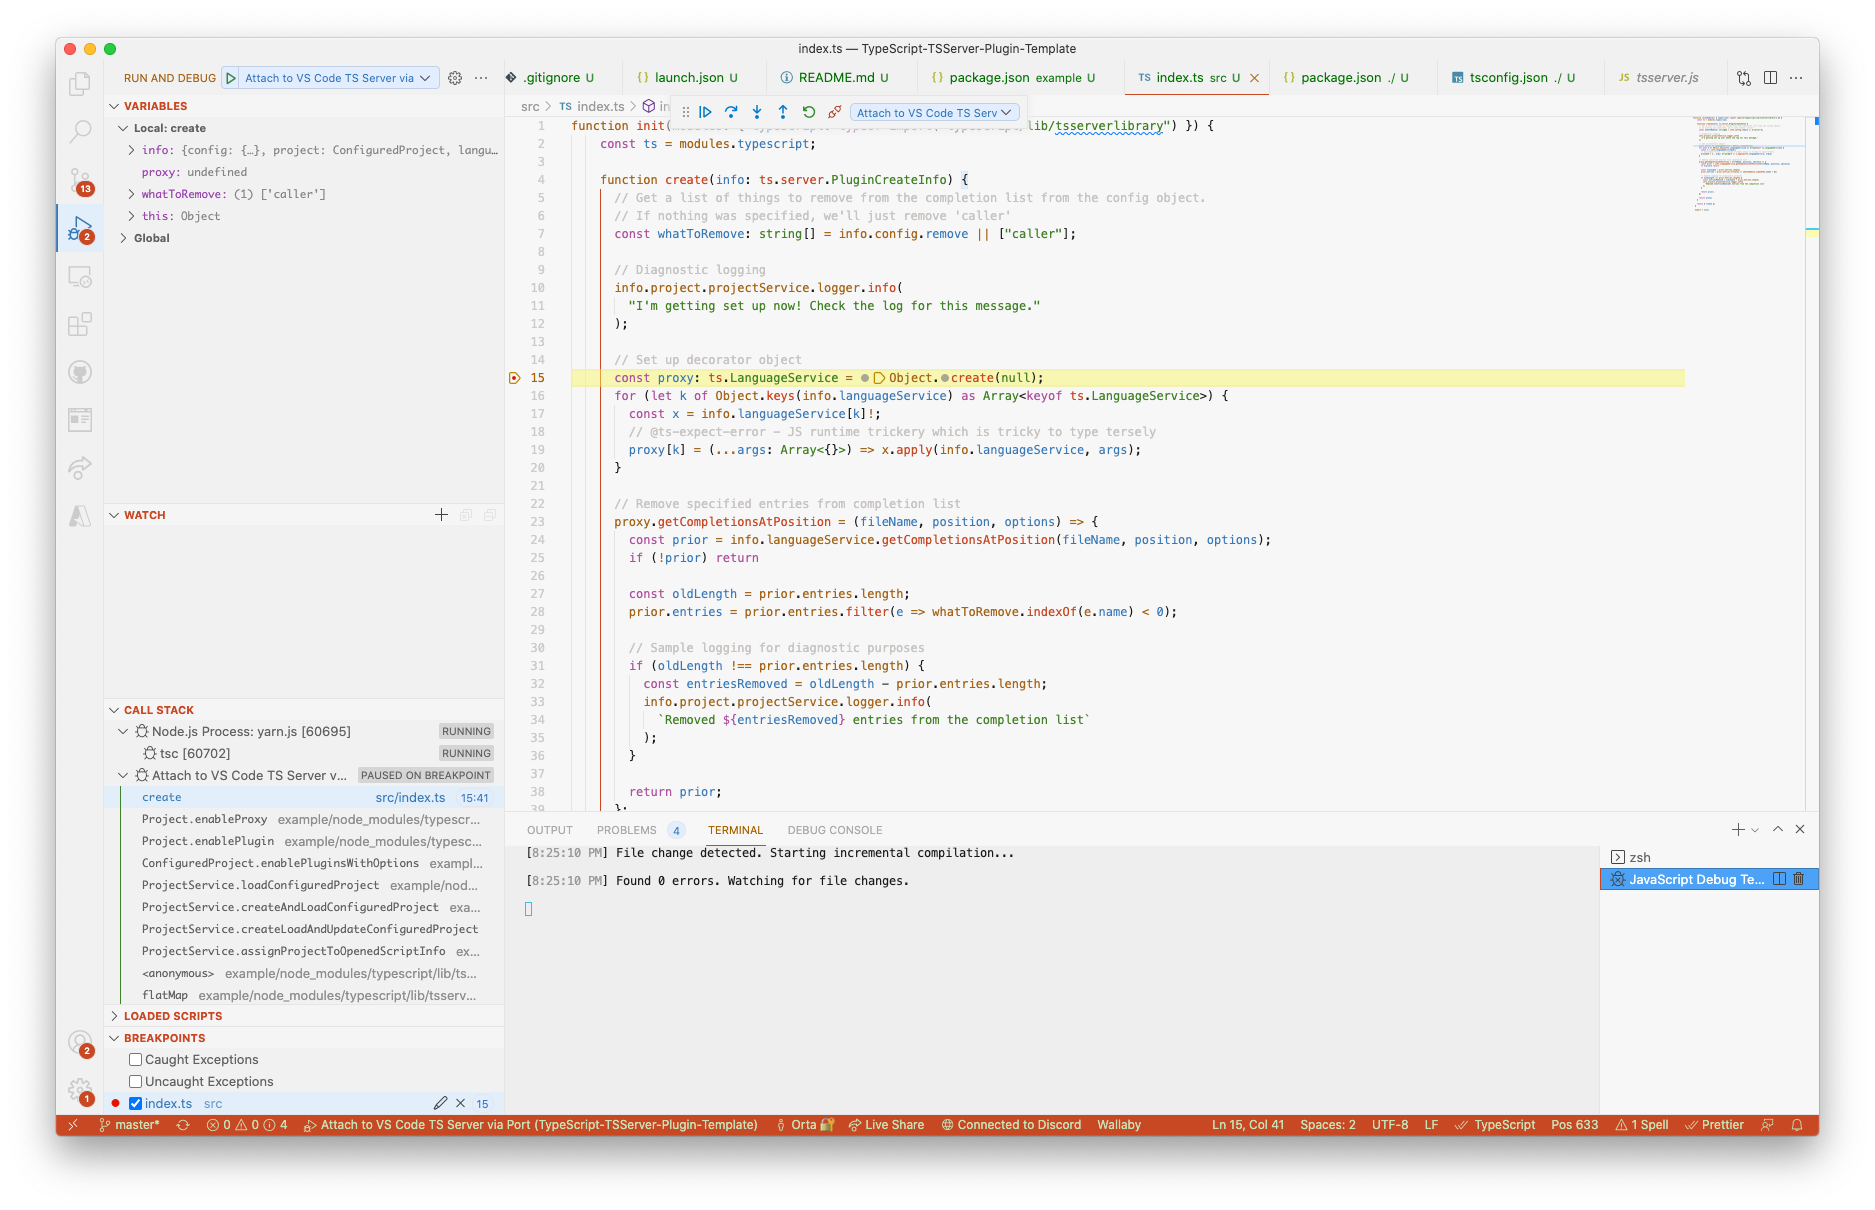 index.ts — TypeScript-TSServer-Plugin-Template
RUN AND DEBUG Attach to VS Code TS Server via
.gitignore U
launch.json U
README.md U
package.json example U
TS index.ts src U
package.json ./ U
tsconfig.json ./ U
JS tsserver.js
VARIABLES
Local: create
info: {config: {…}, project: ConfiguredProject, langu…
proxy: undefined
whatToRemove: (1) ['caller']
this: Object
Global
WATCH
CALL STACK
Node.js Process: yarn.js [60695] RUNNING
tsc [60702] RUNNING
Attach to VS Code TS Server v... PAUSED ON BREAKPOINT
create src/index.ts 15:41
Project.enableProxy example/node_modules/typescr...
Project.enablePlugin example/node_modules/typesc...
ConfiguredProject.enablePluginsWithOptions exampl...
ProjectService.loadConfiguredProject example/nod...
ProjectService.createAndLoadConfiguredProject exa...
ProjectService.createLoadAndUpdateConfiguredProject
ProjectService.assignProjectToOpenedScriptInfo ex...
<anonymous> example/node_modules/typescript/lib/ts...
flatMap example/node_modules/typescript/lib/tsserv...
LOADED SCRIPTS
BREAKPOINTS
Caught Exceptions
Uncaught Exceptions
index.ts src 15
13
2
2
1
src > TS index.ts > in
Attach to VS Code TS Serv
1 function init( lib/tsserverlibrary") }) {
2 const ts = modules.typescript;
3
4 function create(info: ts.server.PluginCreateInfo) {
5 // Get a list of things to remove from the completion list from the config object.
6 // If nothing was specified, we'll just remove 'caller'
7 const whatToRemove: string[] = info.config.remove || ["caller"];
8
9 // Diagnostic logging
10 info.project.projectService.logger.info(
11 "I'm getting set up now! Check the log for this message."
12 );
13
14 // Set up decorator object
15 const proxy: ts.LanguageService = Object.create(null);
16 for (let k of Object.keys(info.languageService) as Array<keyof ts.LanguageService>) {
17 const x = info.languageService[k]!;
18 // @ts-expect-error - JS runtime trickery which is tricky to type tersely
19 proxy[k] = (...args: Array<{}>) => x.apply(info.languageService, args);
20 }
21
22 // Remove specified entries from completion list
23 proxy.getCompletionsAtPosition = (fileName, position, options) => {
24 const prior = info.languageService.getCompletionsAtPosition(fileName, position, options);
25 if (!prior) return
26
27 const oldLength = prior.entries.length;
28 prior.entries = prior.entries.filter(e => whatToRemove.indexOf(e.name) < 0);
29
30 // Sample logging for diagnostic purposes
31 if (oldLength !== prior.entries.length) {
32 const entriesRemoved = oldLength - prior.entries.length;
33 info.project.projectService.logger.info(
34 `Removed ${entriesRemoved} entries from the completion list`
35 );
36 }
37
38 return prior;
39 };
OUTPUT PROBLEMS 4 TERMINAL DEBUG CONSOLE
[8:25:10 PM] File change detected. Starting incremental compilation...
[8:25:10 PM] Found 0 errors. Watching for file changes.
zsh
JavaScript Debug Te...
master* 0 0 4 Attach to VS Code TS Server via Port (TypeScript-TSServer-Plugin-Template) Orta Live Share Connected to Discord Wallaby Ln 15, Col 41 Spaces: 2 UTF-8 LF TypeScript Pos 633 1 Spell Prettier